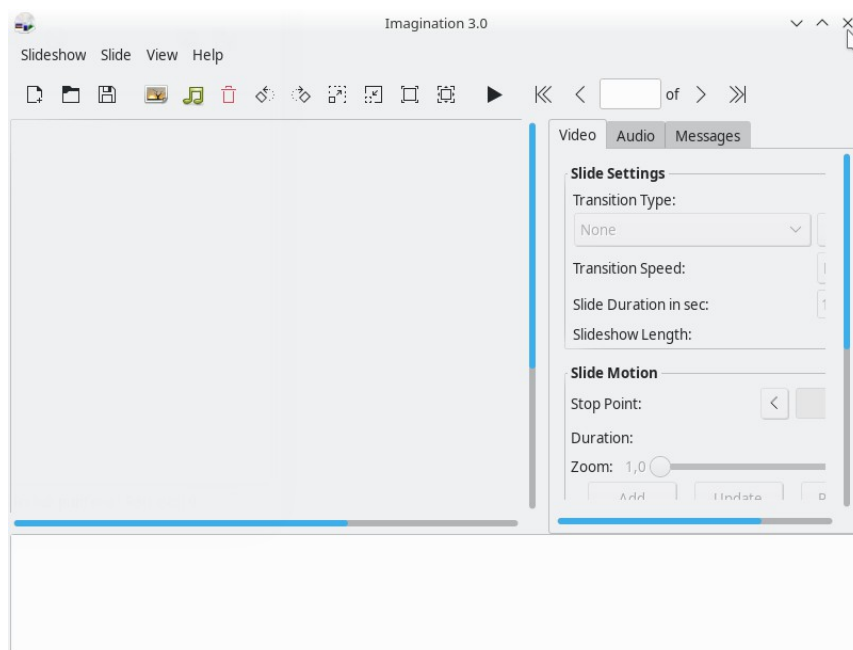 Imagination 3.0
Slideshow Slide View Help
of
Video Audio Messages
Slide Settings
Transition Type:
None
Transition Speed:
Slide Duration in sec:
Slideshow Length:
Slide Motion
Stop Point:
Duration:
Zoom: 1,0
Add Update